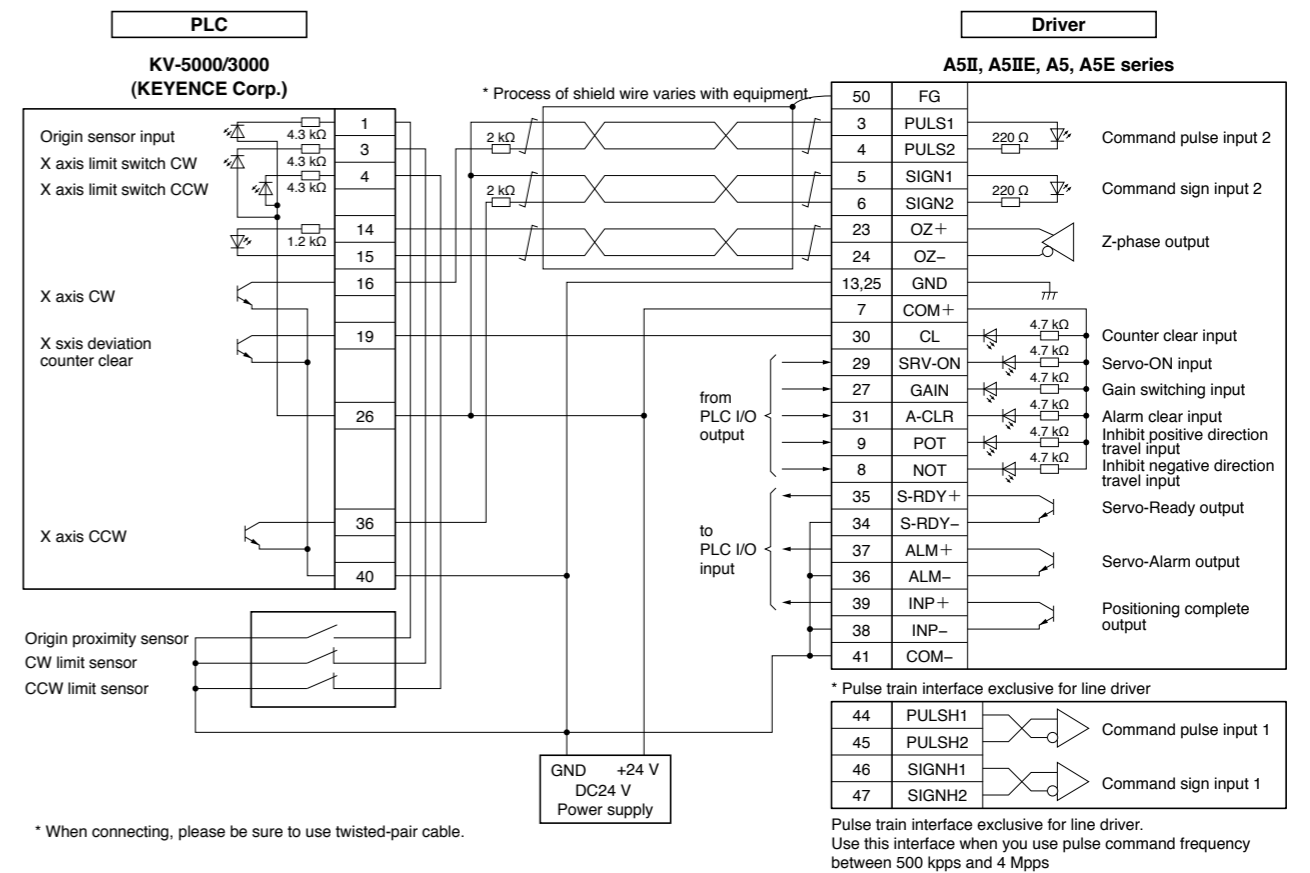 PLC
Driver
KV-5000/3000
(KEYENCE Corp.)
A5II, A5IIE, A5, A5E series
* Process of shield wire varies with equipment.
Origin sensor input
X axis limit switch CW
X axis limit switch CCW
4.3 kΩ
4.3 kΩ
4.3 kΩ
1.2 kΩ
X axis CW
X sxis deviation
counter clear
X axis CCW
1
3
4
14
15
16
19
26
36
40
2 kΩ
2 kΩ
50 FG
3 PULS1
4 PULS2
5 SIGN1
6 SIGN2
23 OZ+
24 OZ−
13,25 GND
7 COM+
30 CL
29 SRV-ON
27 GAIN
31 A-CLR
9 POT
8 NOT
35 S-RDY+
34 S-RDY−
37 ALM+
36 ALM−
39 INP+
38 INP−
41 COM−
220 Ω
Command pulse input 2
220 Ω
Command sign input 2
Z-phase output
4.7 kΩ
Counter clear input
4.7 kΩ
Servo-ON input
4.7 kΩ
Gain switching input
4.7 kΩ
Alarm clear input
4.7 kΩ
Inhibit positive direction
travel input
4.7 kΩ
Inhibit negative direction
travel input
Servo-Ready output
Servo-Alarm output
Positioning complete
output
from
PLC I/O
output
to
PLC I/O
input
Origin proximity sensor
CW limit sensor
CCW limit sensor
GND +24 V
DC24 V
Power supply
* Pulse train interface exclusive for line driver
44 PULSH1
45 PULSH2
46 SIGNH1
47 SIGNH2
Command pulse input 1
Command sign input 1
* When connecting, please be sure to use twisted-pair cable.
Pulse train interface exclusive for line driver.
Use this interface when you use pulse command frequency
between 500 kpps and 4 Mpps